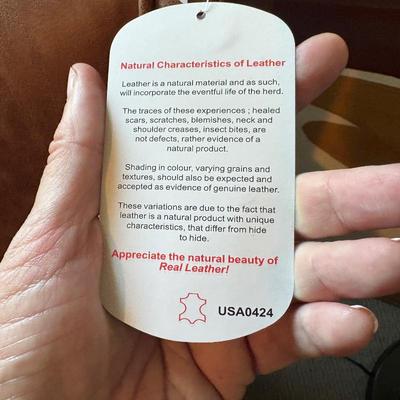 Natural Characteristics of Leather
Leather is a natural material and as such,
will incorporate the eventful life of the herd.
The traces of these experiences ; healed
scars, scratches, blemishes, neck and
shoulder creases, insect bites, are
not defects, rather evidence of a
natural product.
Shading in colour, varying grains and
textures, should also be expected and
accepted as evidence of genuine leather.
These variations are due to the fact that
leather is a natural product with unique
characteristics, that differ from hide
to hide.
Appreciate the natural beauty of
Real Leather!
USA0424